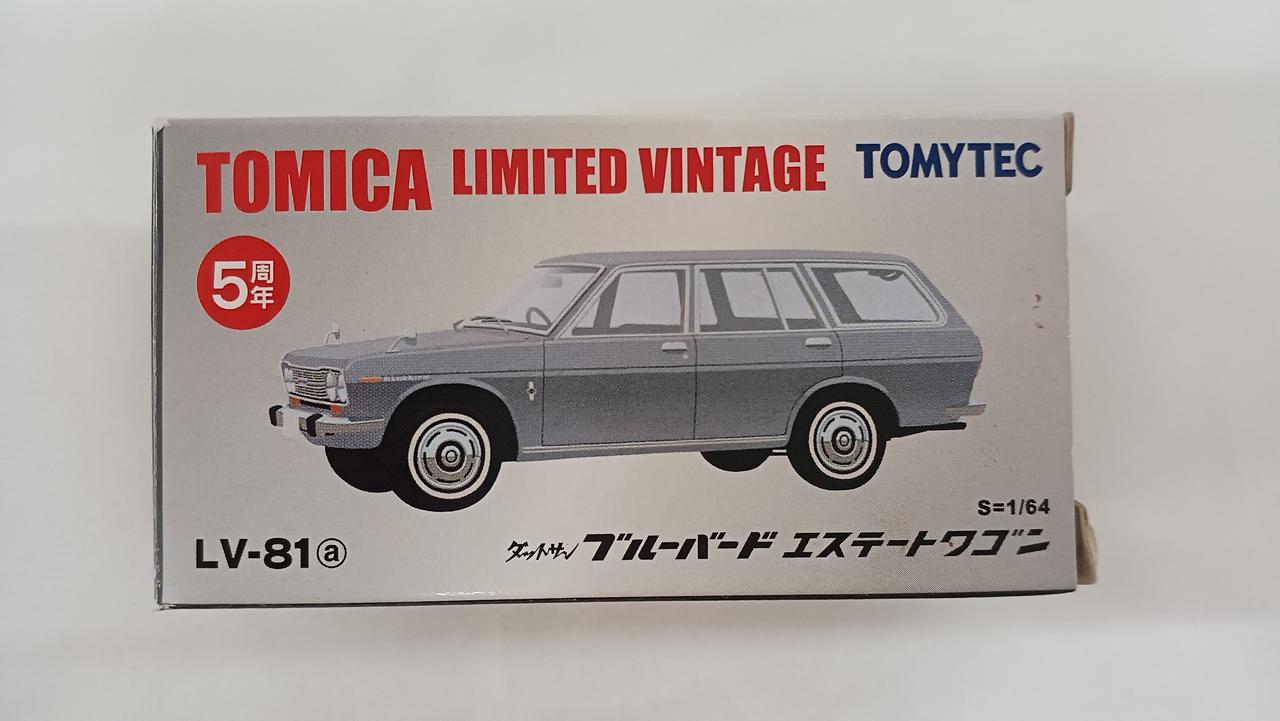 TOMICA LIMITED VINTAGE TOMYTEC
5周年
S=1/64
LV-81ⓐ
ダットサン ブルーバード エステートワゴン